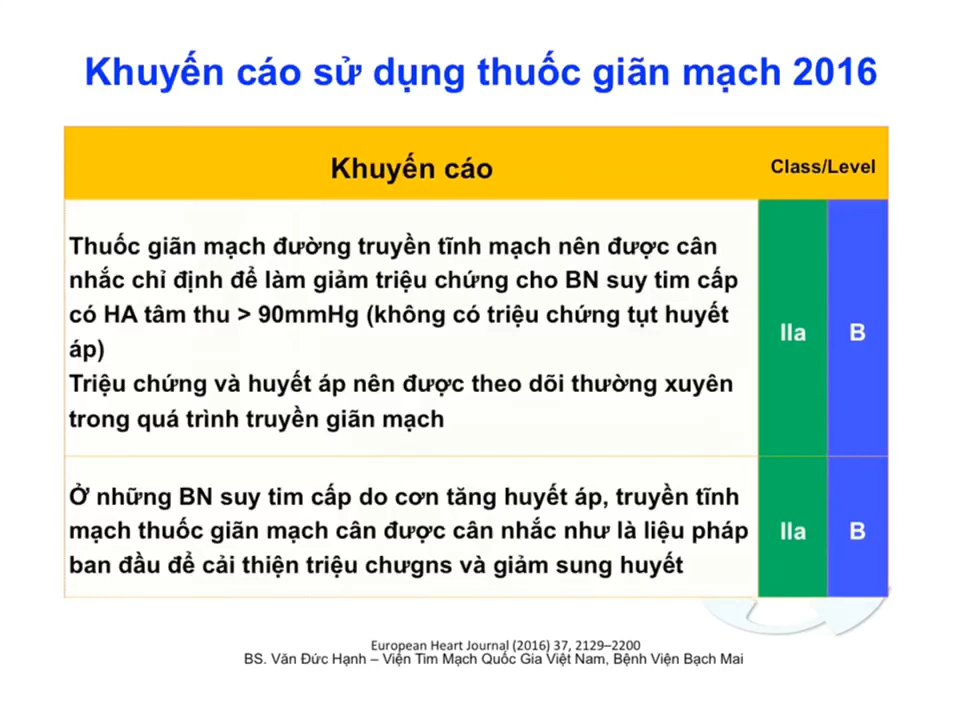 Khuyến cáo sử dụng thuốc giãn mạch 2016
Khuyến cáo
Class/Level
Thuốc giãn mạch đường truyền tĩnh mạch nên được cân
nhắc chỉ định để làm giảm triệu chứng cho BN suy tim cấp
có HA tâm thu > 90mmHg (không có triệu chứng tụt huyết
áp)
Triệu chứng và huyết áp nên được theo dõi thường xuyên
trong quá trình truyền giãn mạch
IIa
B
Ở những BN suy tim cấp do cơn tăng huyết áp, truyền tĩnh
mạch thuốc giãn mạch cân được cân nhắc như là liệu pháp
ban đầu để cải thiện triệu chưgns và giảm sung huyết
IIa
B
European Heart Journal (2016) 37, 2129–2200
BS. Văn Đức Hạnh – Viện Tim Mạch Quốc Gia Việt Nam, Bệnh Viện Bạch Mai